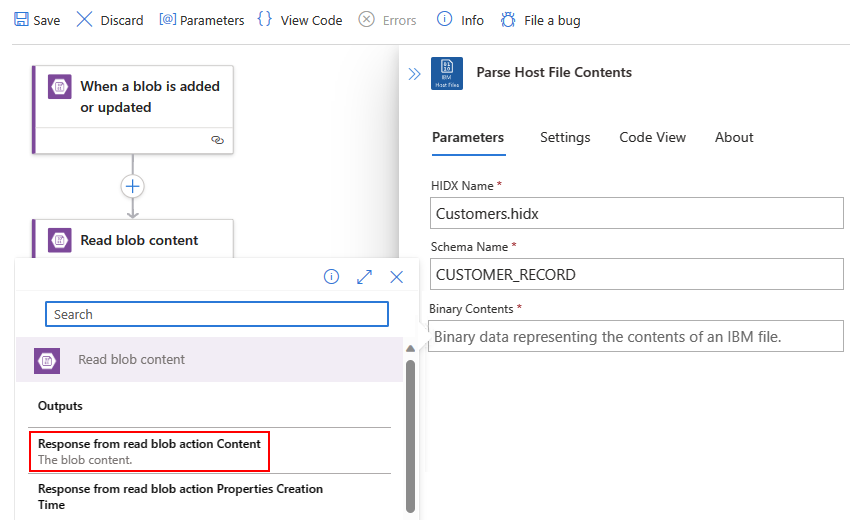 Save Discard [@] Parameters {} View Code Errors Info File a bug
When a blob is added
or updated
Read blob content
Search
Read blob content
Outputs
Response from read blob action Content
The blob content.
Response from read blob action Properties Creation
Time
IBM
Host Files
Parse Host File Contents
Parameters Settings Code View About
HIDX Name *
Customers.hidx
Schema Name *
CUSTOMER_RECORD
Binary Contents *
Binary data representing the contents of an IBM file.